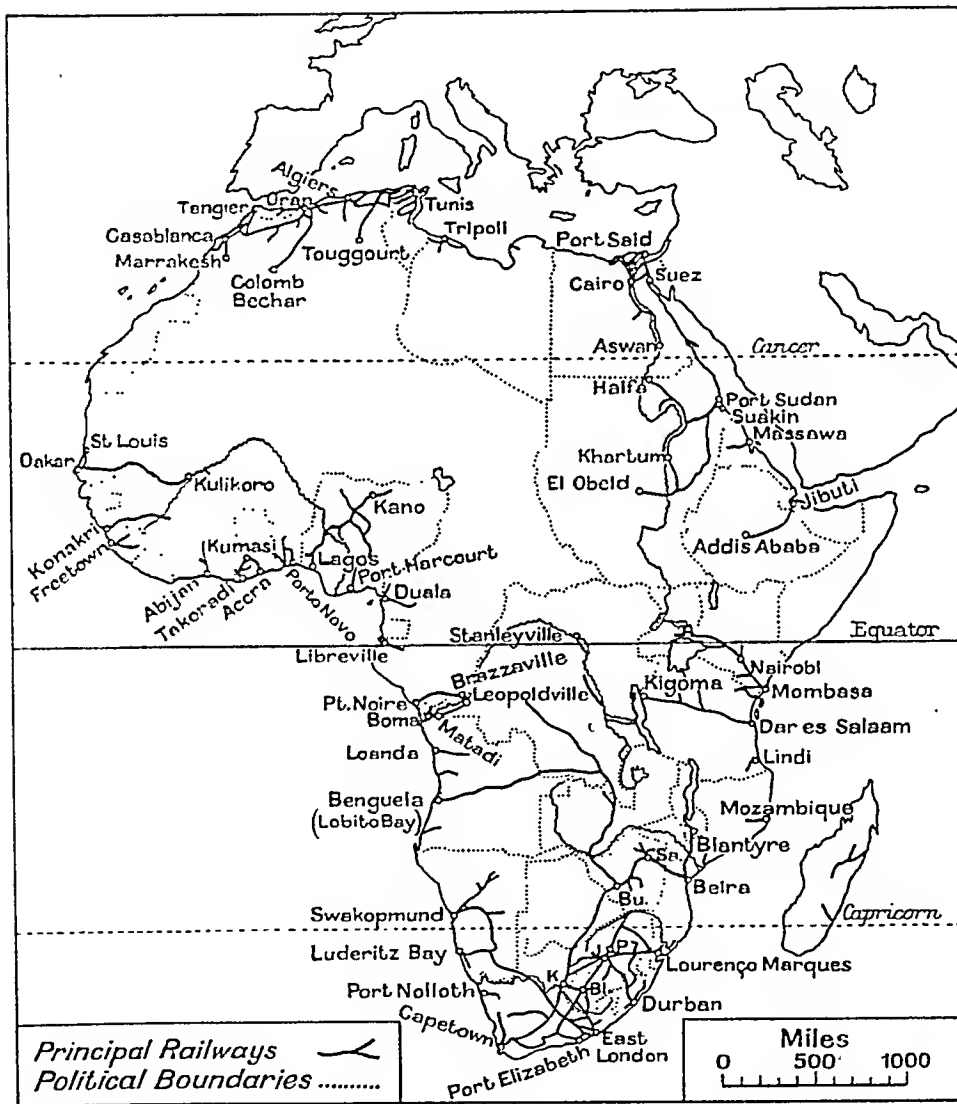 Algiers
Oran
Tangier
Tunis
Casablanca
Tripoli
Port Said
Marrakesh
Touggourt
Colomb
Bechar
Cairo
Suez
Aswan
Cancer
Halfa
Port Sudan
Suakin
Massawa
St Louis
Dakar
Khartum
Kulikoro
El Obeid
Jibuti
Kano
Konakri
Freetown
Kumasi
Lagos
Port Harcourt
Addis Ababa
Abijan
Takoradi
Accra
Porto Novo
Duala
Stanleyville
Equator
Libreville
Brazzaville
Nairobi
Kigoma
Leopoldville
Mombasa
Pt. Noire
Boma
Matadi
Dar es Salaam
Loanda
Lindi
Benguela
(Lobito Bay)
Mozambique
Blantyre
Sa.
Beira
Bu.
Swakopmund
Capricorn
J.
P.
Luderitz Bay
Lourenço Marques
K.
Bl.
Port Nolloth
Durban
Capetown
East
London
Port Elizabeth
Principal Railways
Political Boundaries ..........
Miles
0 500 1000